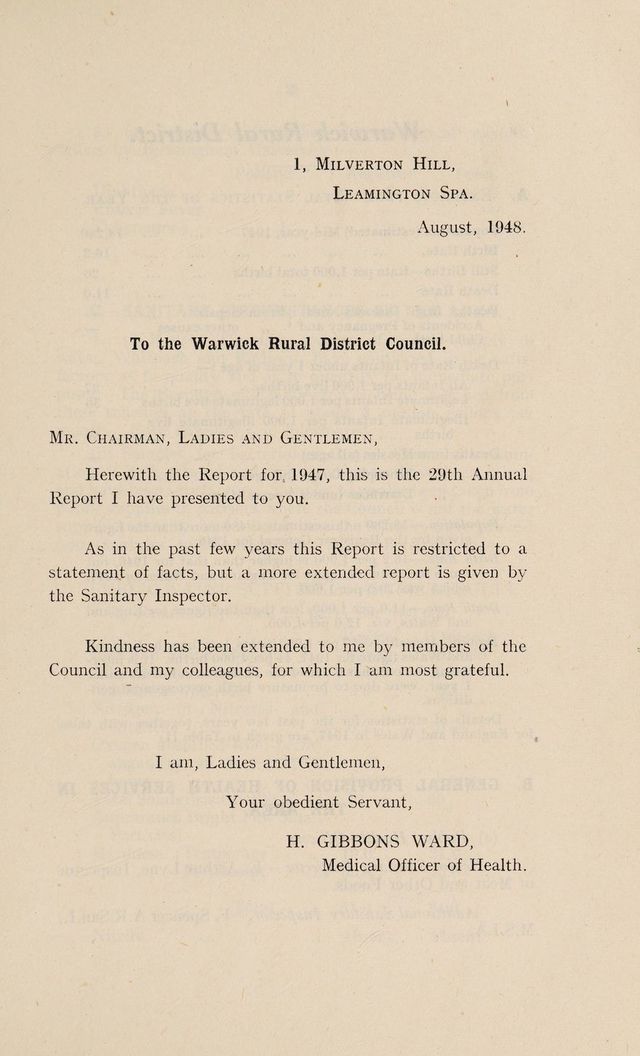 1, Milverton Hill,
Leamington Spa.
August, 1948.
To the Warwick Rural District Council.
Mr. Chairman, Ladies and Gentlemen,
Herewith the Report for 1947, this is the 29th Annual
Report I have presented to you.
As in the past few years this Report is restricted to a
statement of facts, but a more extended report is given by
the Sanitary Inspector.
Kindness has been extended to me by members of the
Council and my colleagues, for which I am most grateful.
I am, Ladies and Gentlemen,
Your obedient Servant,
H. GIBBONS WARD,
Medical Officer of Health.